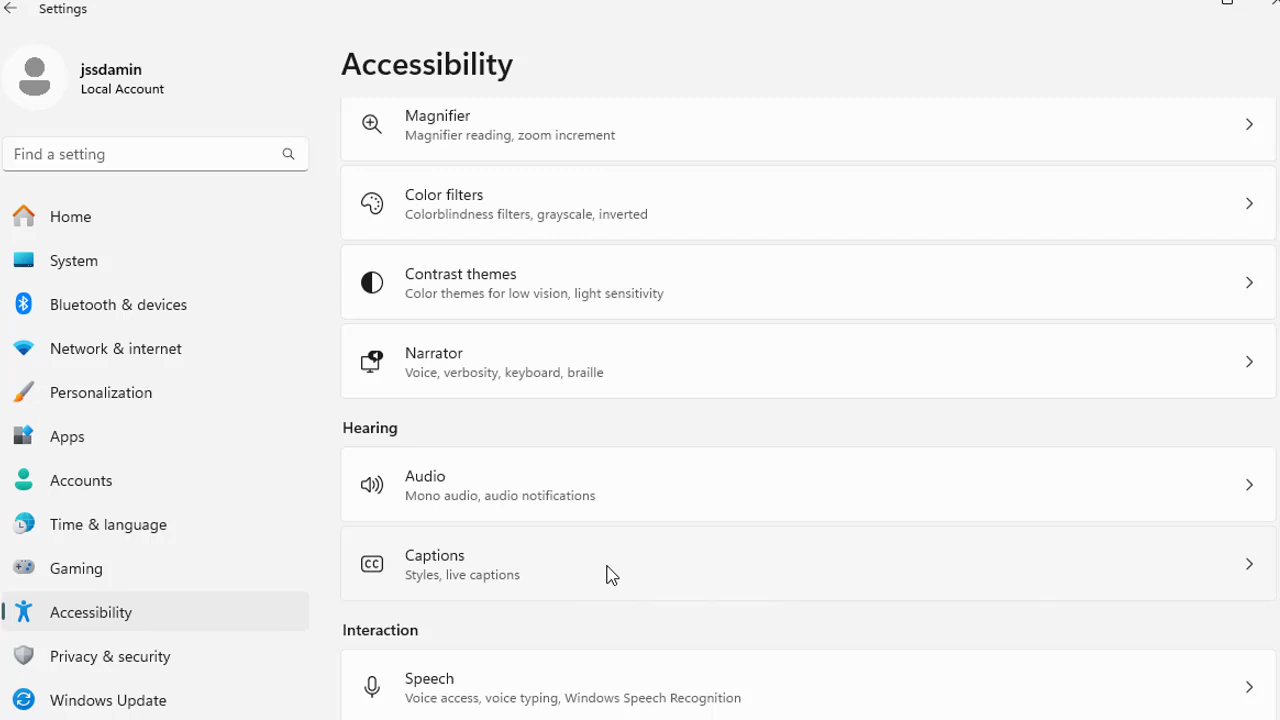 Settings
jssdamin
Local Account
Find a setting
Home
System
Bluetooth & devices
Network & internet
Personalization
Apps
Accounts
Time & language
Gaming
Accessibility
Privacy & security
Windows Update
Accessibility
Magnifier
Magnifier reading, zoom increment
Color filters
Colorblindness filters, grayscale, inverted
Contrast themes
Color themes for low vision, light sensitivity
Narrator
Voice, verbosity, keyboard, braille
Hearing
Audio
Mono audio, audio notifications
CC
Captions
Styles, live captions
Interaction
Speech
Voice access, voice typing, Windows Speech Recognition